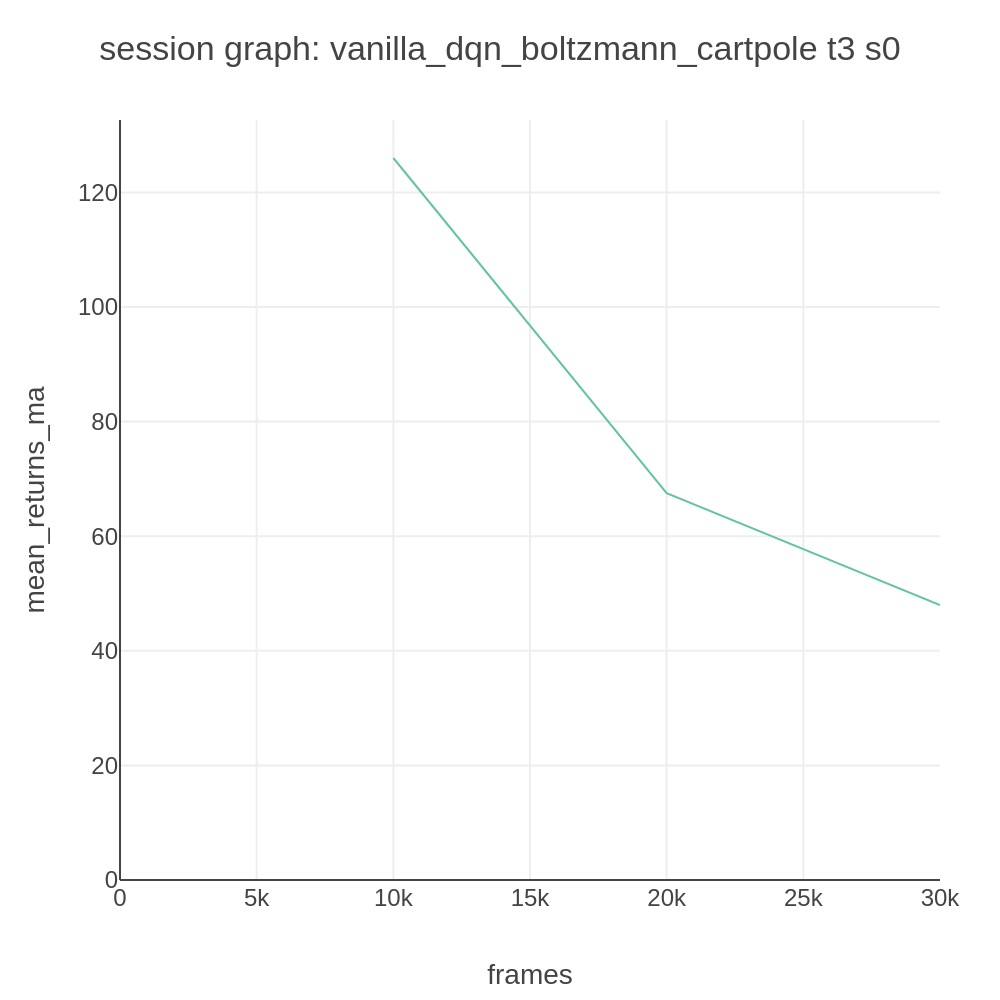 session graph: vanilla_dqn_boltzmann_cartpole t3 s0
mean_returns_ma
120
100
80
60
40
20
0
0 5k 10k 15k 20k 25k 30k
frames